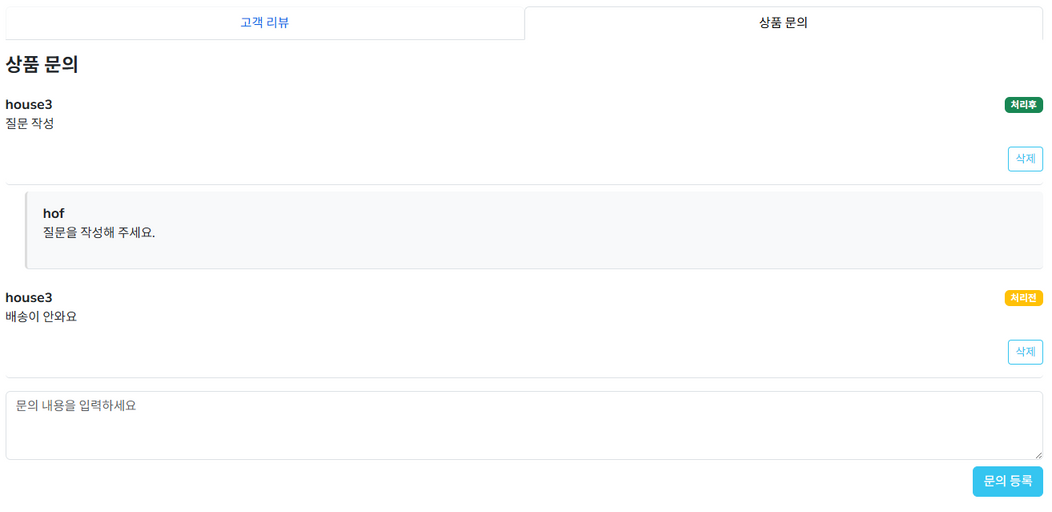 고객 리뷰
상품 문의
상품 문의
house3
처리후
질문 작성
삭제
hof
질문을 작성해 주세요.
house3
처리전
배송이 안와요
삭제
문의 내용을 입력하세요
문의 등록